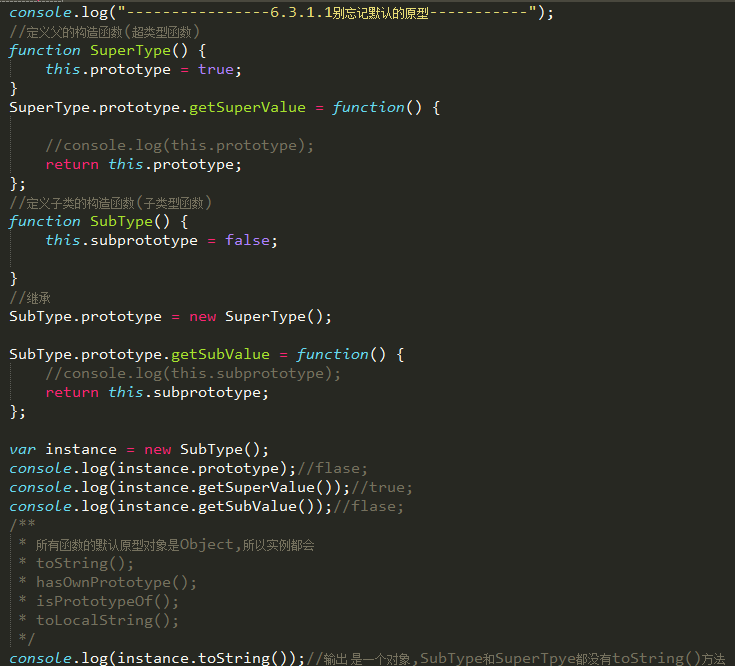 console.log("----------------6.3.1.1别忘记默认的原型-----------");
//定义父的构造函数(超类型函数)
function SuperType() {
    this.prototype = true;
}
SuperType.prototype.getSuperValue = function() {
    //console.log(this.prototype);
    return this.prototype;
};
//定义子类的构造函数(子类型函数)
function SubType() {
    this.subprototype = false;
}
//继承
SubType.prototype = new SuperType();
SubType.prototype.getSubValue = function() {
    //console.log(this.subprototype);
    return this.subprototype;
};
var instance = new SubType();
console.log(instance.prototype);//flase;
console.log(instance.getSuperValue());//true;
console.log(instance.getSubValue());//flase;
/**
 * 所有函数的默认原型对象是Object,所以实例都会
 * toString();
 * hasOwnPrototype();
 * isPrototypeOf();
 * toLocalString();
 */
console.log(instance.toString());//输出是一个对象,SubType和SuperTpye都没有toString()方法